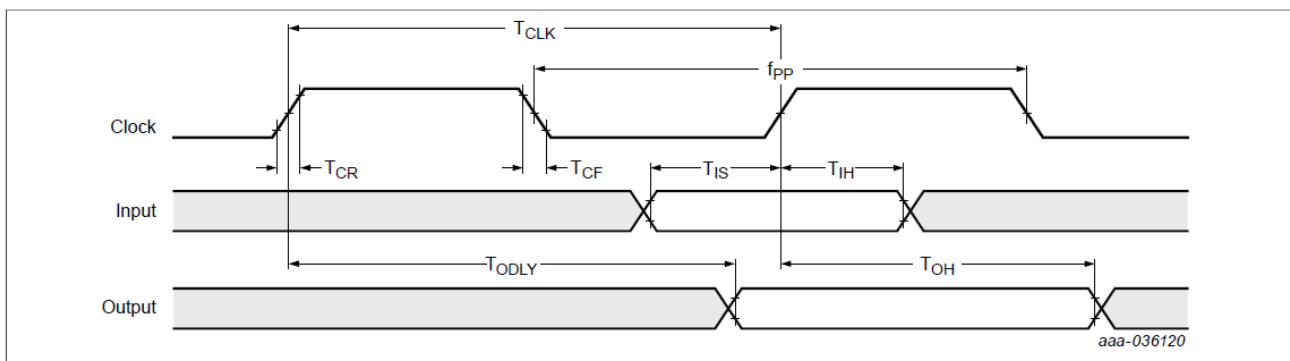 TCLK
fPP
Clock
TCR
TCF
TIS
TIH
Input
TODLY
TOH
Output
aaa-036120